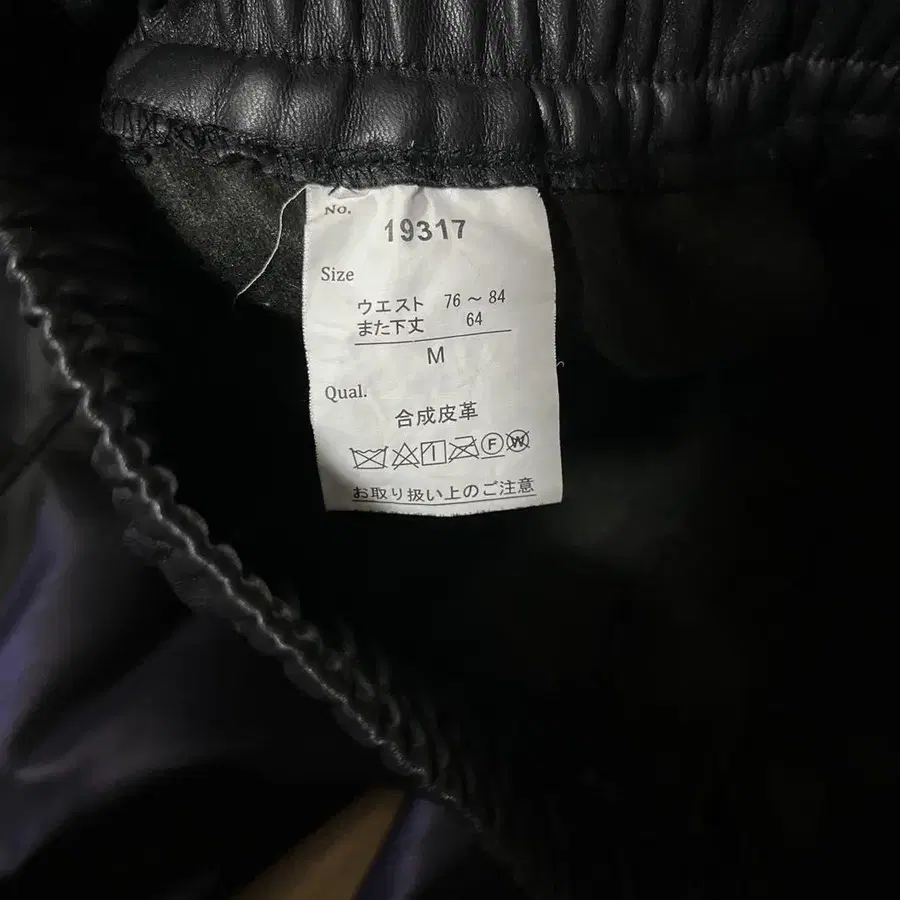 No.
19317
Size
ウエスト 76 ~ 84
また下丈 64
M
Qual.
合成皮革
F W
お取り扱い上のご注意